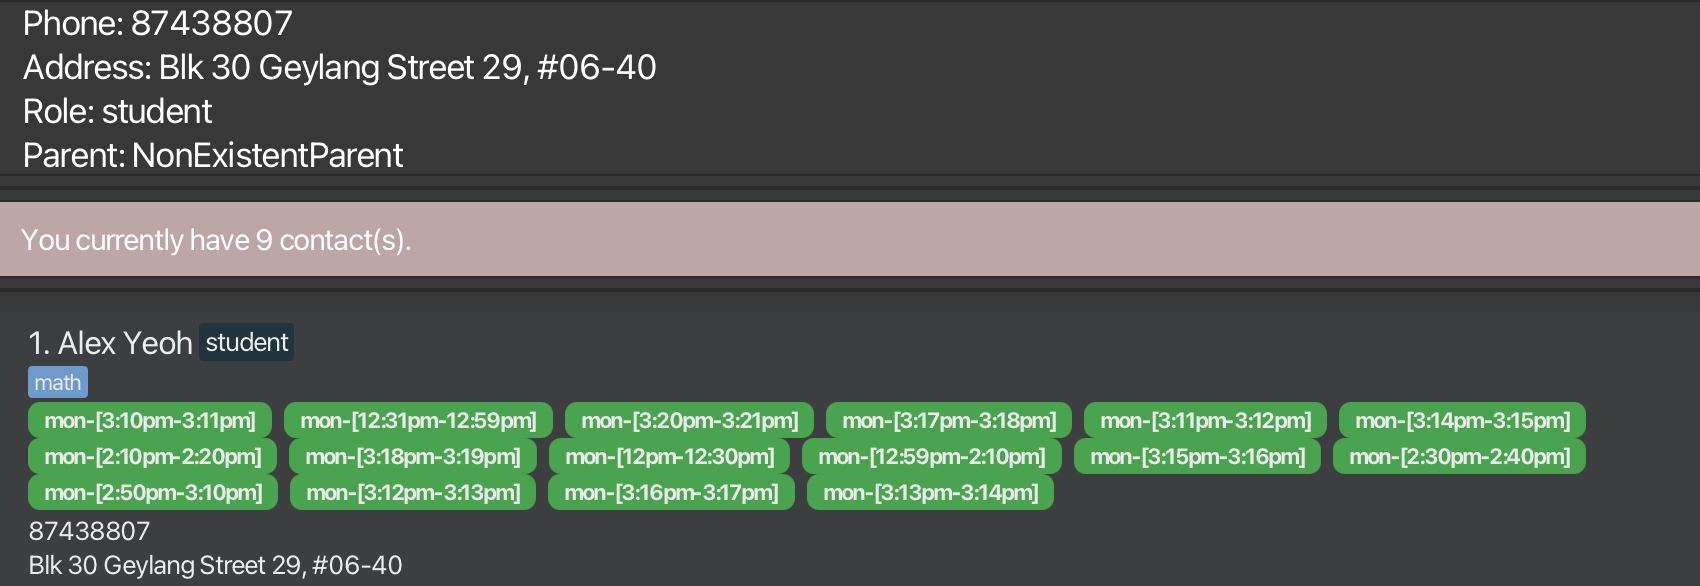 Phone: 87438807
Address: Blk 30 Geylang Street 29, #06-40
Role: student
Parent: NonExistentParent
You currently have 9 contact(s).
1. Alex Yeoh student
math
mon-[3:10pm-3:11pm] mon-[12:31pm-12:59pm] mon-[3:20pm-3:21pm] mon-[3:17pm-3:18pm] mon-[3:11pm-3:12pm] mon-[3:14pm-3:15pm]
mon-[2:10pm-2:20pm] mon-[3:18pm-3:19pm] mon-[12pm-12:30pm] mon-[12:59pm-2:10pm] mon-[3:15pm-3:16pm] mon-[2:30pm-2:40pm]
mon-[2:50pm-3:10pm] mon-[3:12pm-3:13pm] mon-[3:16pm-3:17pm] mon-[3:13pm-3:14pm]
87438807
Blk 30 Geylang Street 29, #06-40